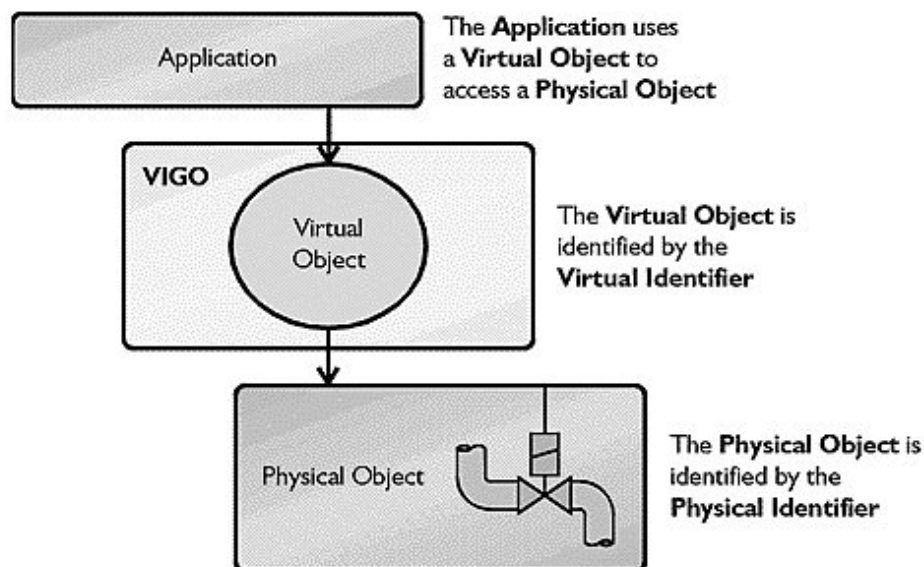 Application
The Application uses
a Virtual Object to
access a Physical Object
VIGO
Virtual
Object
The Virtual Object is
identified by the
Virtual Identifier
Physical Object
The Physical Object is
identified by the
Physical Identifier